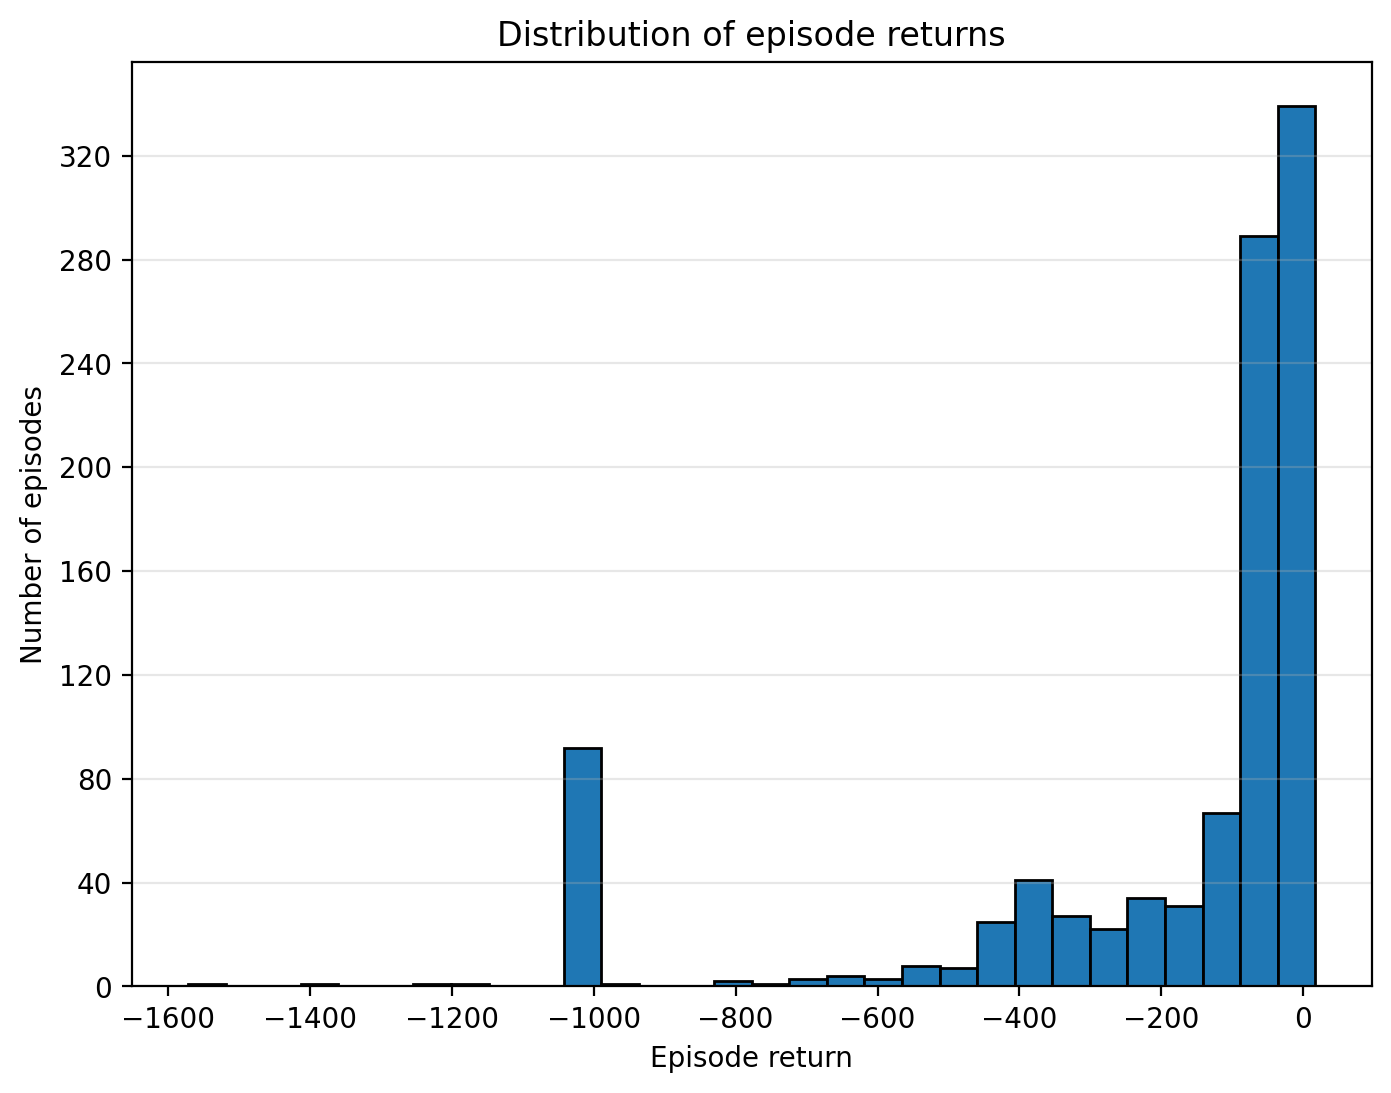 Distribution of episode returns
Number of episodes
320
280
240
200
160
120
80
40
0
−1600 −1400 −1200 −1000 −800 −600 −400 −200 0
Episode return